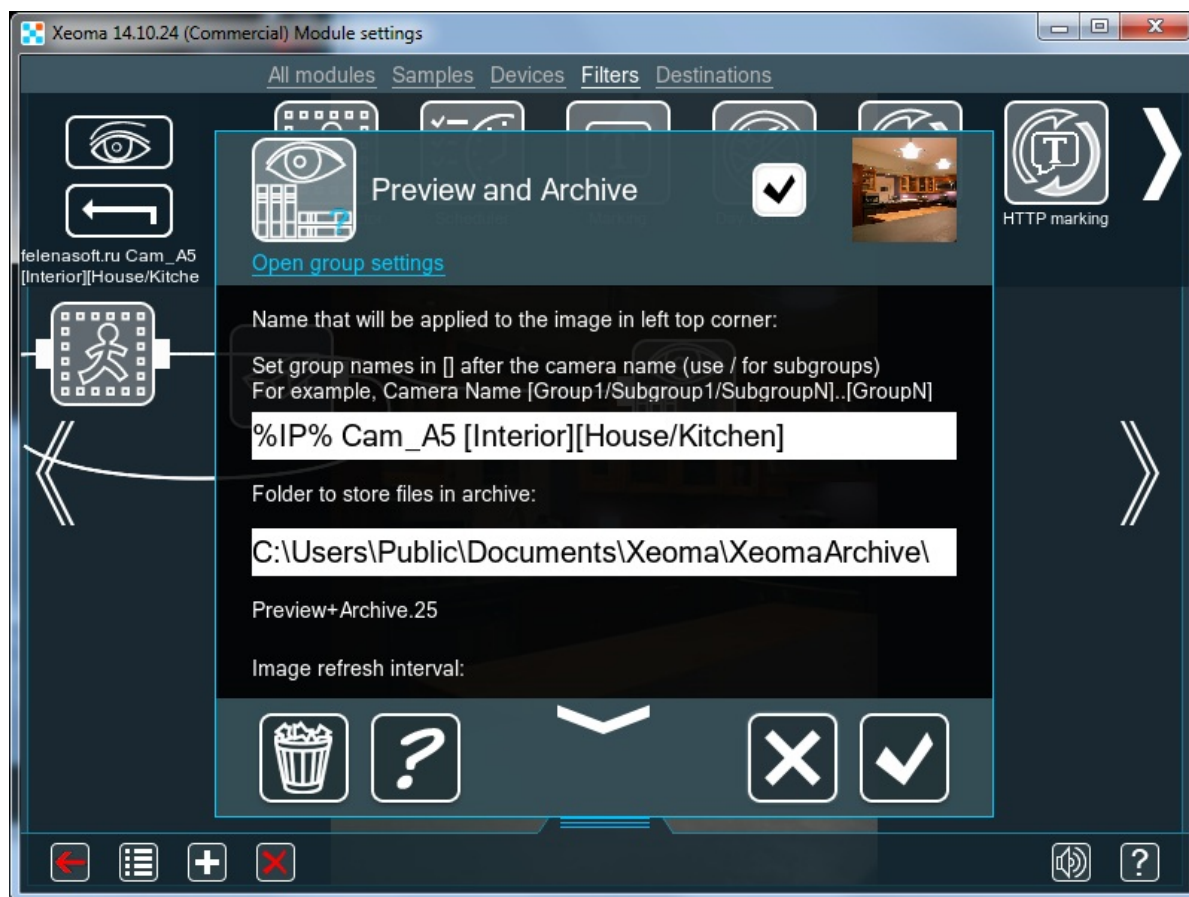 Xeoma 14.10.24 (Commercial) Module settings
All modules Samples Devices Filters Destinations
Preview and Archive
HTTP marking
felenasoft.ru Cam_A5
[Interior][House/Kitche
Open group settings
Name that will be applied to the image in left top corner:
Set group names in [] after the camera name (use / for subgroups)
For example, Camera Name [Group1/Subgroup1/SubgroupN]..[GroupN]
%IP% Cam_A5 [Interior][House/Kitchen]
Folder to store files in archive:
C:\Users\Public\Documents\Xeoma\XeomaArchive\
Preview+Archive.25
Image refresh interval: